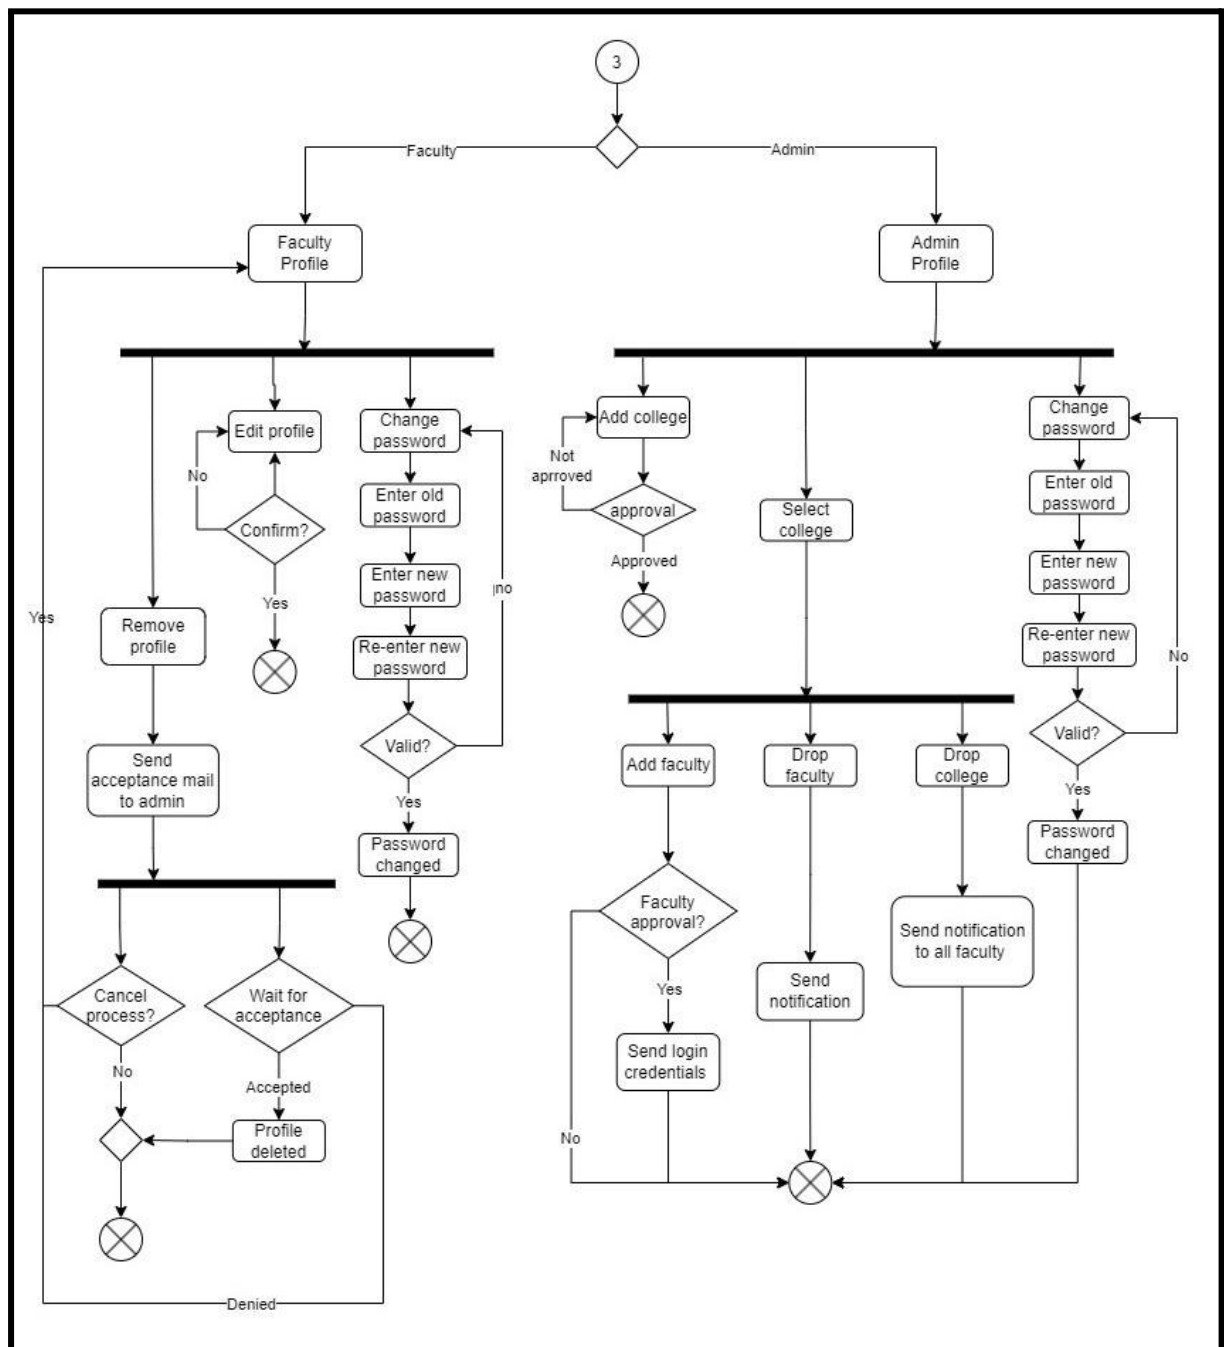 3
Faculty
Admin
Faculty
Profile
Admin
Profile
Edit profile
No
Confirm?
Yes
Change
password
Enter old
password
Enter new
password
Re-enter new
password
no
Valid?
Yes
Password
changed
Remove
profile
Yes
Send
acceptance mail
to admin
Cancel
process?
No
Wait for
acceptance
Accepted
Profile
deleted
Denied
Add college
Not
aprroved
approval
Approved
Select
college
Change
password
Enter old
password
Enter new
password
Re-enter new
password
No
Valid?
Yes
Password
changed
Add faculty
Drop
faculty
Drop
college
Faculty
approval?
Yes
No
Send login
credentials
Send
notification
Send notification
to all faculty